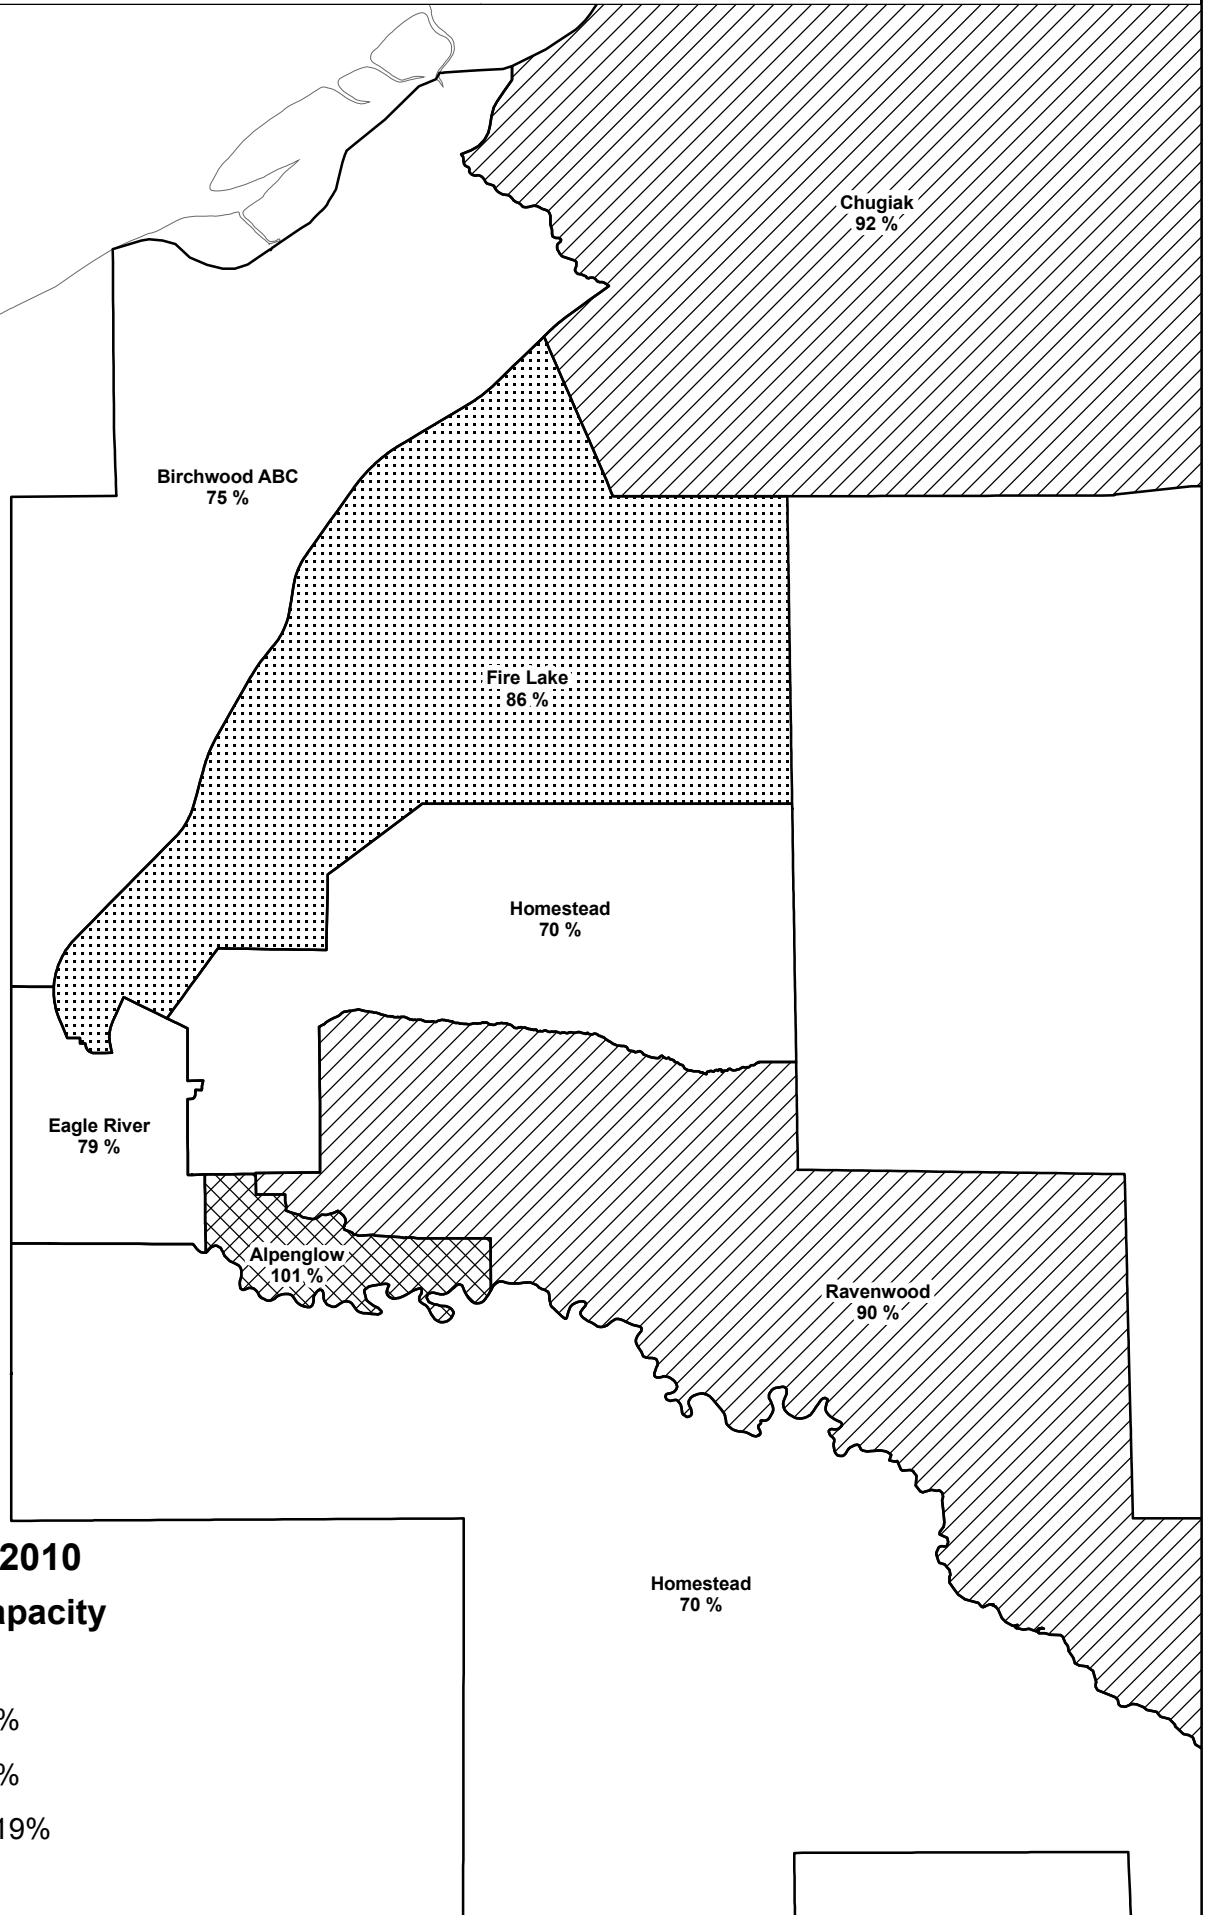 Chugiak
92 %
Birchwood ABC
75 %
Fire Lake
86 %
Homestead
70 %
Eagle River
79 %
Alpenglow
101 %
Ravenwood
90 %
2010
apacity
Homestead
70 %
%
%
19%